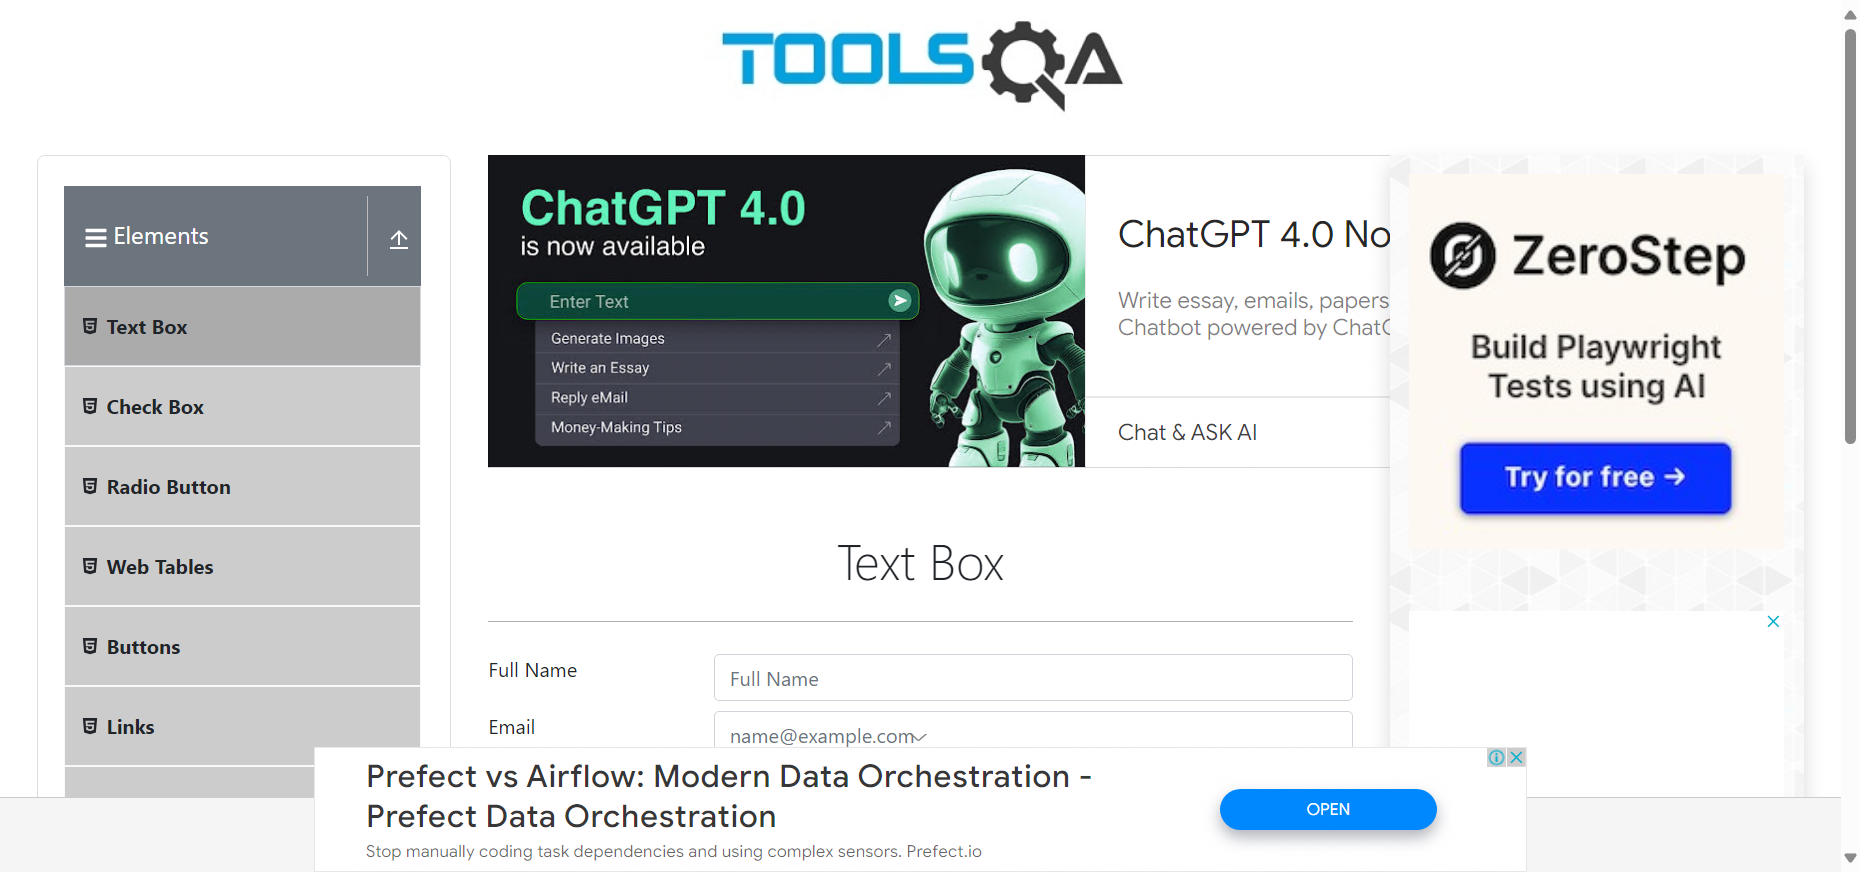 TOOLSQA
Elements
Text Box
Check Box
Radio Button
Web Tables
Buttons
Links
ChatGPT 4.0
is now available
Enter Text
Generate Images
Write an Essay
Reply eMail
Money-Making Tips
ChatGPT 4.0 No
Write essay, emails, papers
Chatbot powered by Chat
Chat & ASK AI
ZeroStep
Build Playwright
Tests using AI
Try for free →
Text Box
Full Name
Full Name
Email
name@example.com
Prefect vs Airflow: Modern Data Orchestration -
Prefect Data Orchestration
Stop manually coding task dependencies and using complex sensors. Prefect.io
OPEN